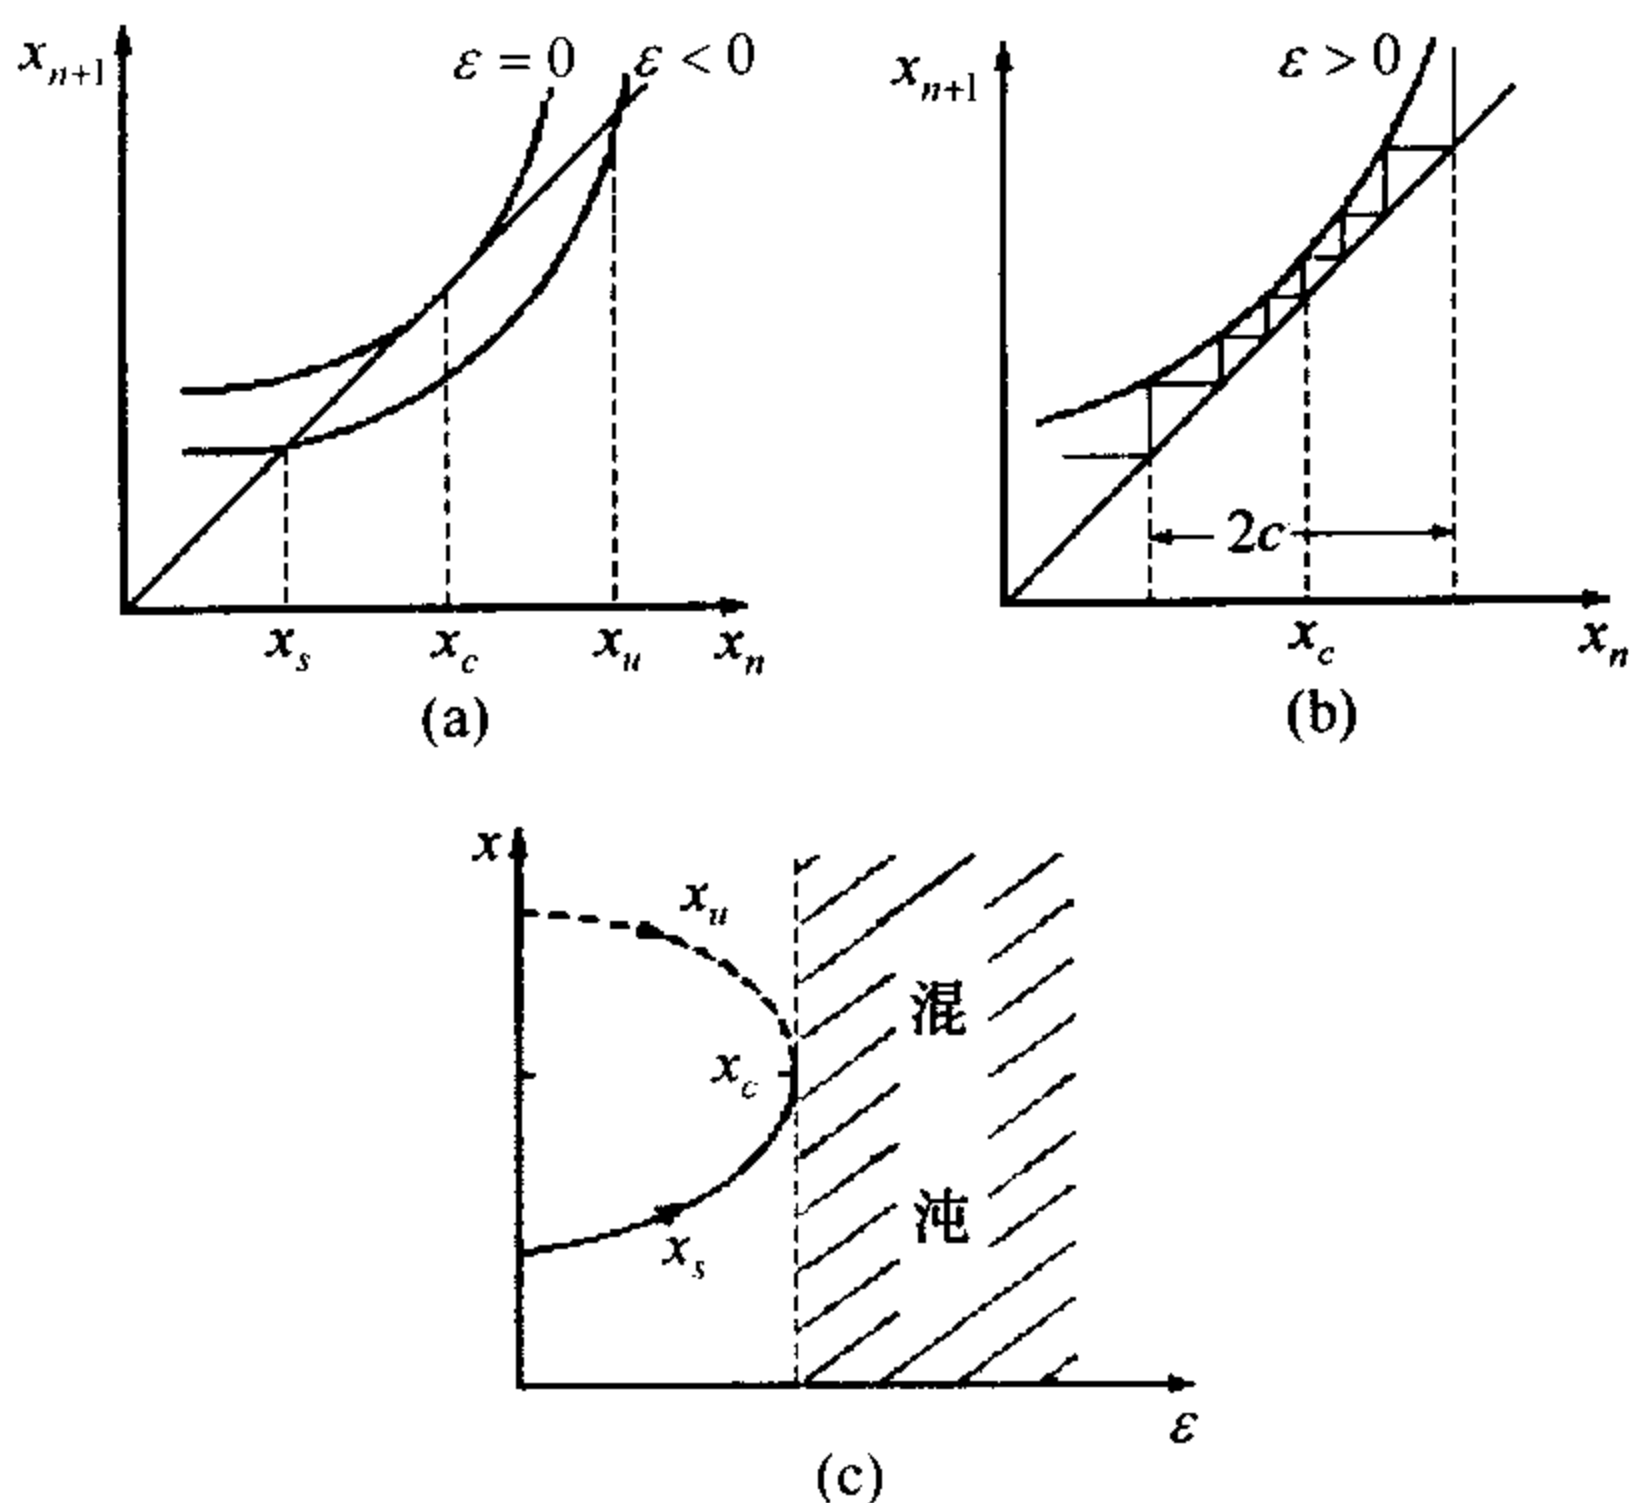 x_{n+1}
ε = 0
ε < 0
x_s
x_c
x_u
x_n
(a)
x_{n+1}
ε > 0
2c
x_c
x_n
(b)
x
x_u
x_c
x_s
混
沌
ε
(c)